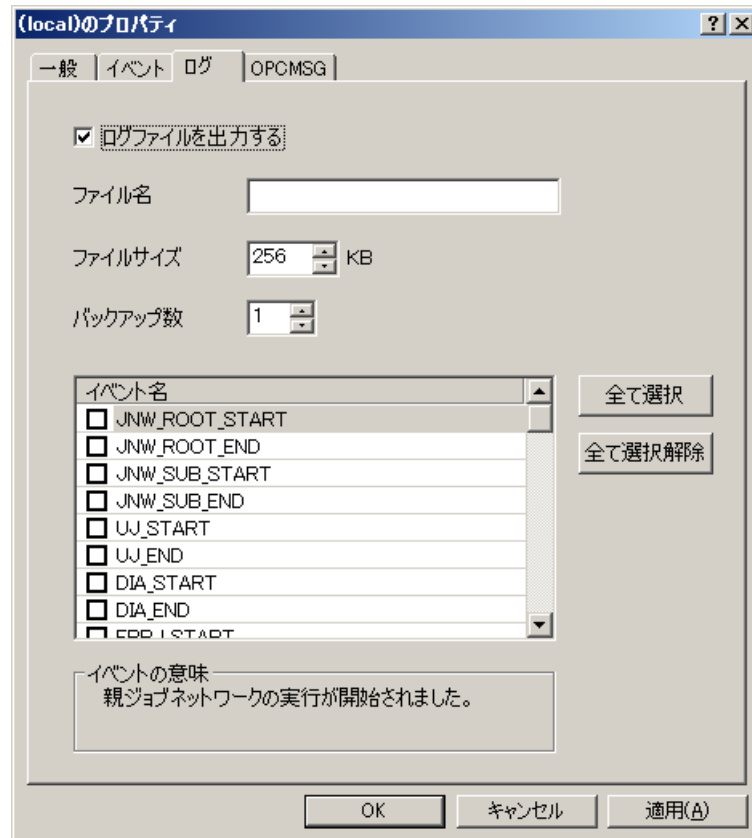 (local)のプロパティ
一般
イベント
ログ
OPCMSG
ログファイルを出力する
ファイル名
ファイルサイズ
256
KB
バックアップ数
1
イベント名
JNW_ROOT_START
JNW_ROOT_END
JNW_SUB_START
JNW_SUB_END
UJ_START
UJ_END
DIA_START
DIA_END
全て選択
全て選択解除
イベントの意味
親ジョブネットワークの実行が開始されました。
OK
キャンセル
適用(A)